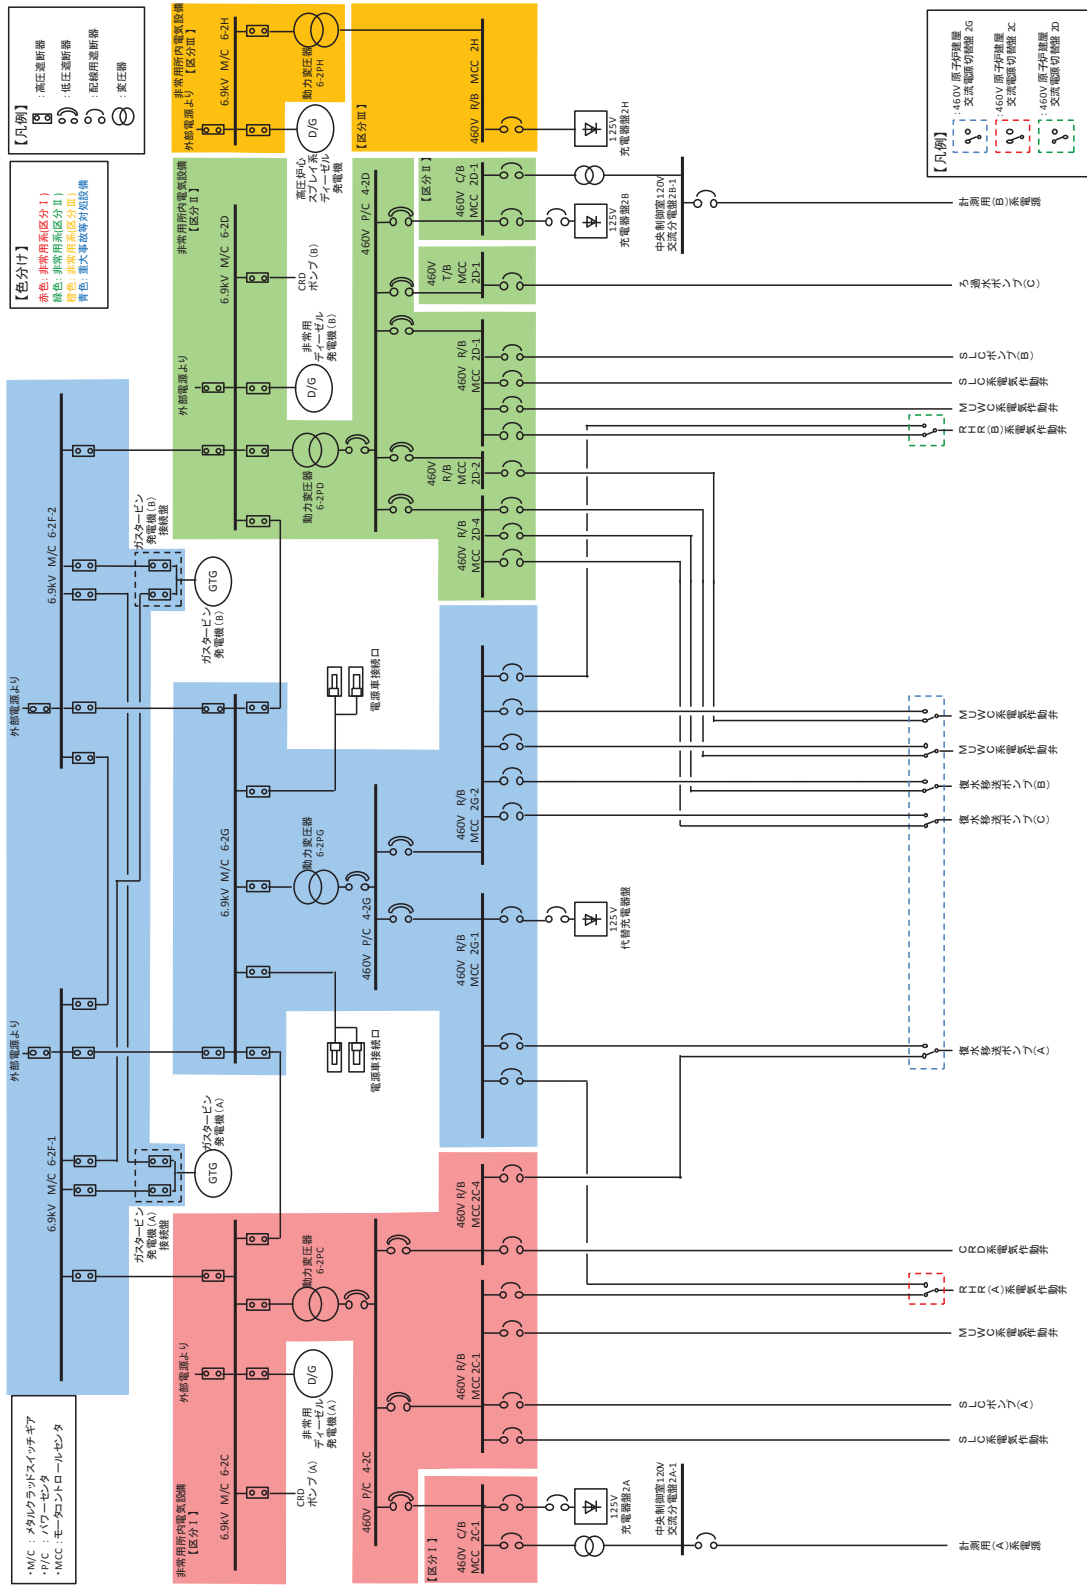 ・M/C : メタルクラッドスイッチギア
・P/C : パワーセンタ
・MCC : モータコントロールセンタ
【色分け】
赤色: 非常用系(区分Ⅰ)
緑色: 非常用系(区分Ⅱ)
橙色: 非常用系(区分Ⅲ)
青色: 重大事故等対処設備
【凡例】
: 高圧遮断器
: 低圧遮断器
: 配線用遮断器
: 変圧器
外部電源より
6.9kV M/C 6-2F-1
外部電源より
6.9kV M/C 6-2F-2
ガスタービン
発電機(A)
接続盤
GTG
ガスタービン
発電機(A)
ガスタービン発電機(B)
接続盤
GTG
ガスタービン
発電機(B)
非常用所内電気設備
【区分Ⅰ】
6.9kV M/C 6-2C
外部電源より
CRD
ポンプ(A)
D/G
非常用
ディーゼル
発電機(A)
動力変圧器
6-2PC
460V P/C 4-2C
【区分Ⅰ】
460V C/B
MCC 2C-1
460V R/B
MCC 2C-1
460V R/B
MCC 2C-4
125V
充電器盤2A
中央制御室120V
交流分電盤2A-1
6.9kV M/C 6-2G
電源車接続口
電源車接続口
動力変圧器
6-2PG
460V P/C 4-2G
460V R/B
MCC 2G-1
460V R/B
MCC 2G-2
125V
代替充電器盤
非常用所内電気設備
【区分Ⅱ】
6.9kV M/C 6-2D
外部電源より
動力変圧器
6-2PD
D/G
非常用
ディーゼル
発電機(B)
CRD
ポンプ(B)
460V P/C 4-2D
【区分Ⅱ】
460V R/B
MCC 2D-4
460V
R/B
MCC
2D-2
460V R/B
MCC 2D-1
460V
T/B
MCC
2D-1
460V C/B
MCC 2D-1
125V
充電器盤2B
中央制御室120V
交流分電盤2B-1
非常用所内電気設備
【区分Ⅲ】
6.9kV M/C 6-2H
外部電源より
D/G
高圧炉心
スプレイ系
ディーゼル
発電機
動力変圧器
6-2PH
【区分Ⅲ】
460V R/B MCC 2H
125V
充電器盤2H
計測用(A)系電源
SLC系電気作動弁
SLCポンプ(A)
MUWC系電気作動弁
RHR(A)系電気作動弁
CRD系電気作動弁
復水移送ポンプ(A)
復水移送ポンプ(C)
復水移送ポンプ(B)
MUWC系電気作動弁
MUWC系電気作動弁
RHR(B)系電気作動弁
MUWC系電気作動弁
SLC系電気作動弁
SLCポンプ(B)
ろ過水ポンプ(C)
計測用(B)系電源
【凡例】
:460V 原子炉建屋
交流電源切替盤 2G
:460V 原子炉建屋
交流電源切替盤 2C
:460V 原子炉建屋
交流電源切替盤 2D